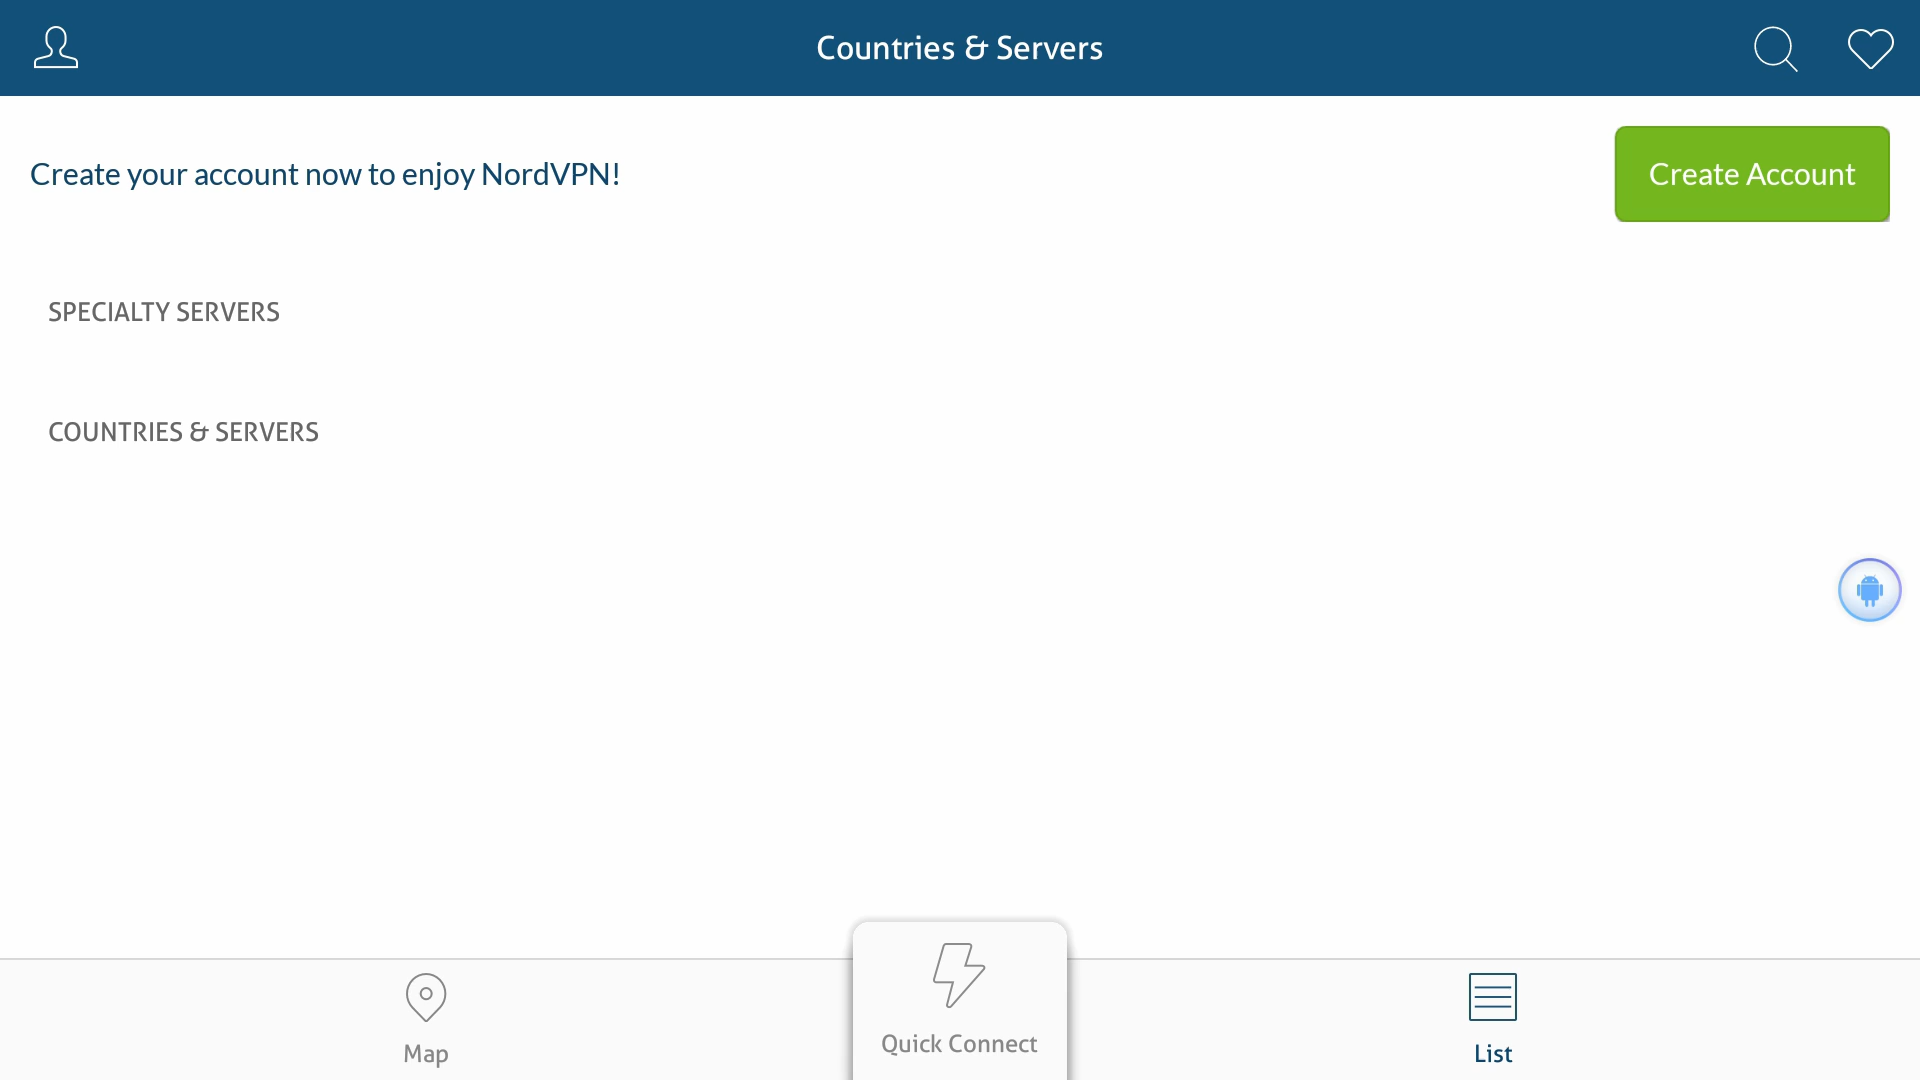 Countries & Servers
Create your account now to enjoy NordVPN!
Create Account
SPECIALTY SERVERS
COUNTRIES & SERVERS
Map
Quick Connect
List